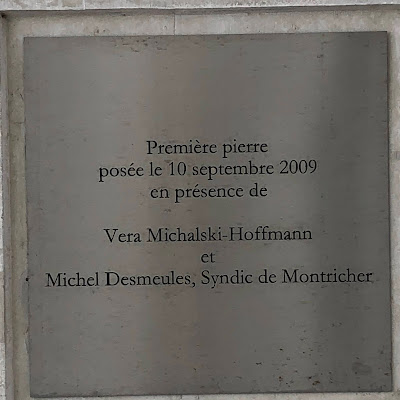 Première pierre
posée le 10 septembre 2009
en présence de
Vera Michalski-Hoffmann
et
Michel Desmeules, Syndic de Montricher